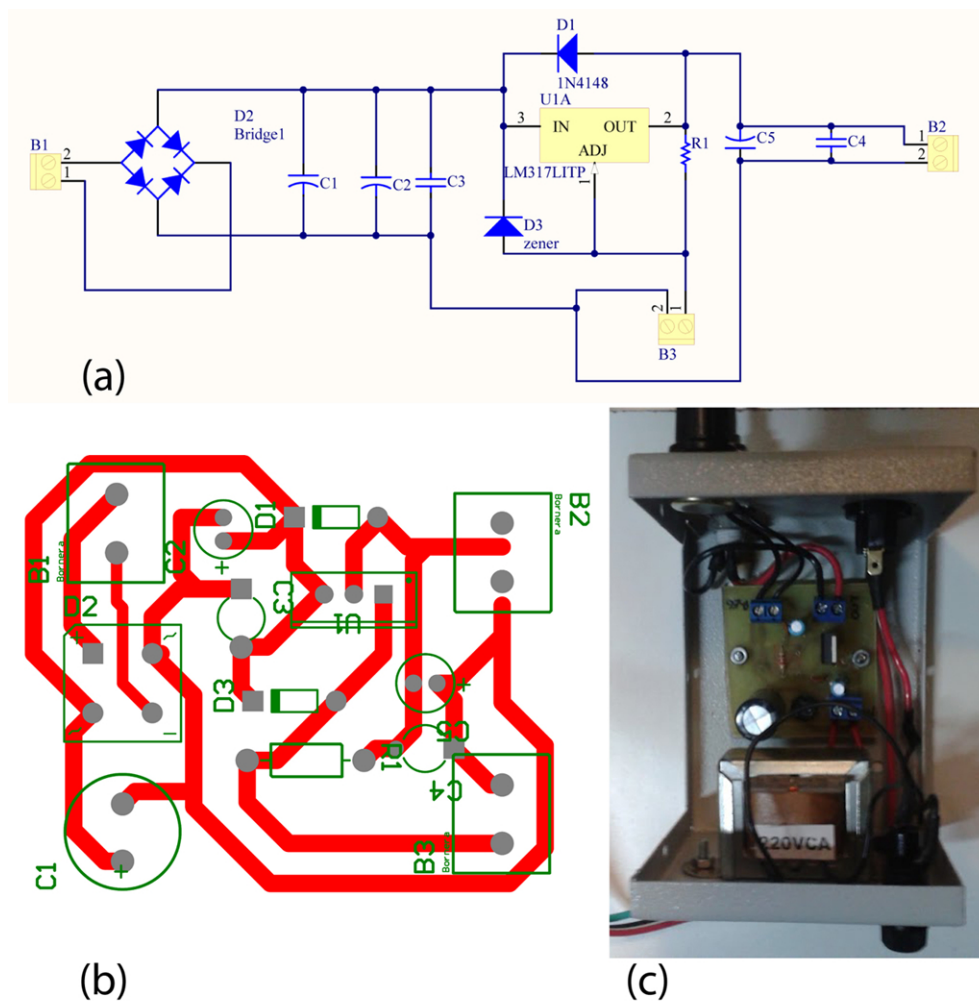 D1
1N4148
U1A
3
IN
OUT
2
ADJ
LM317LITP
1
R1
D2
Bridge1
B1
2
1
C1
C2
C3
D3
zener
C5
C4
1
2
B2
2
1
B3
(a)
B1
Bornera
D2
+
~
~
C2
+
D1
C3
U1
B2
Bornera
D3
R1
C5
+
C4
B3
Bornera
C1
+
(b)
220VCA
(c)